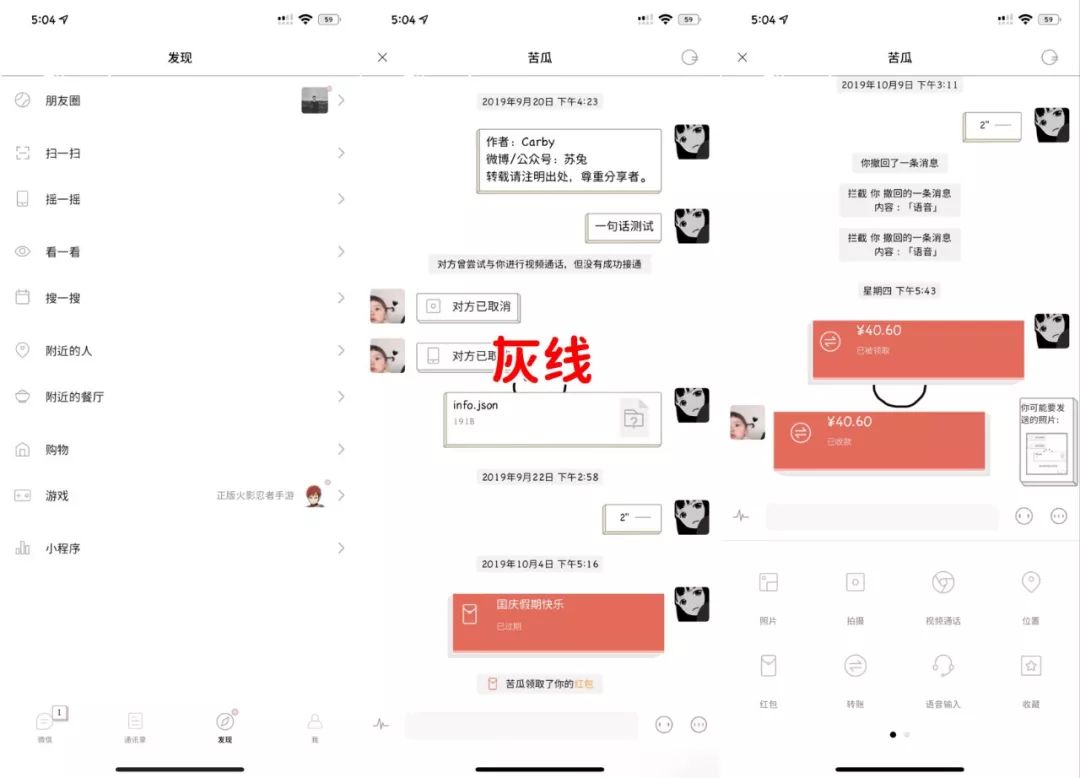 5:04
59
发现
朋友圈
扫一扫
摇一摇
看一看
搜一搜
附近的人
附近的餐厅
购物
游戏
正版火影忍者手游
小程序
1
微信
通讯录
发现
我
5:04
59
苦瓜
2019年9月20日 下午4:23
作者：Carby
微博/公众号：苏兔
转载请注明出处，尊重分享者。
一句话测试
对方曾尝试与你进行视频通话，但没有成功接通
对方已取消
对方已取
灰线
info.json
191B
2019年9月22日 下午2:58
2"
2019年10月4日 下午5:16
国庆假期快乐
已过期
苦瓜领取了你的红包
5:04
59
苦瓜
2019年10月9日 下午3:11
2"
你撤回了一条消息
拦截 你 撤回的一条消息
内容：「语音」
拦截 你 撤回的一条消息
内容：「语音」
星期四 下午5:43
¥40.60
已被领取
¥40.60
已收款
你可能要发
送的照片:
照片
拍摄
视频通话
位置
红包
转账
语音输入
收藏